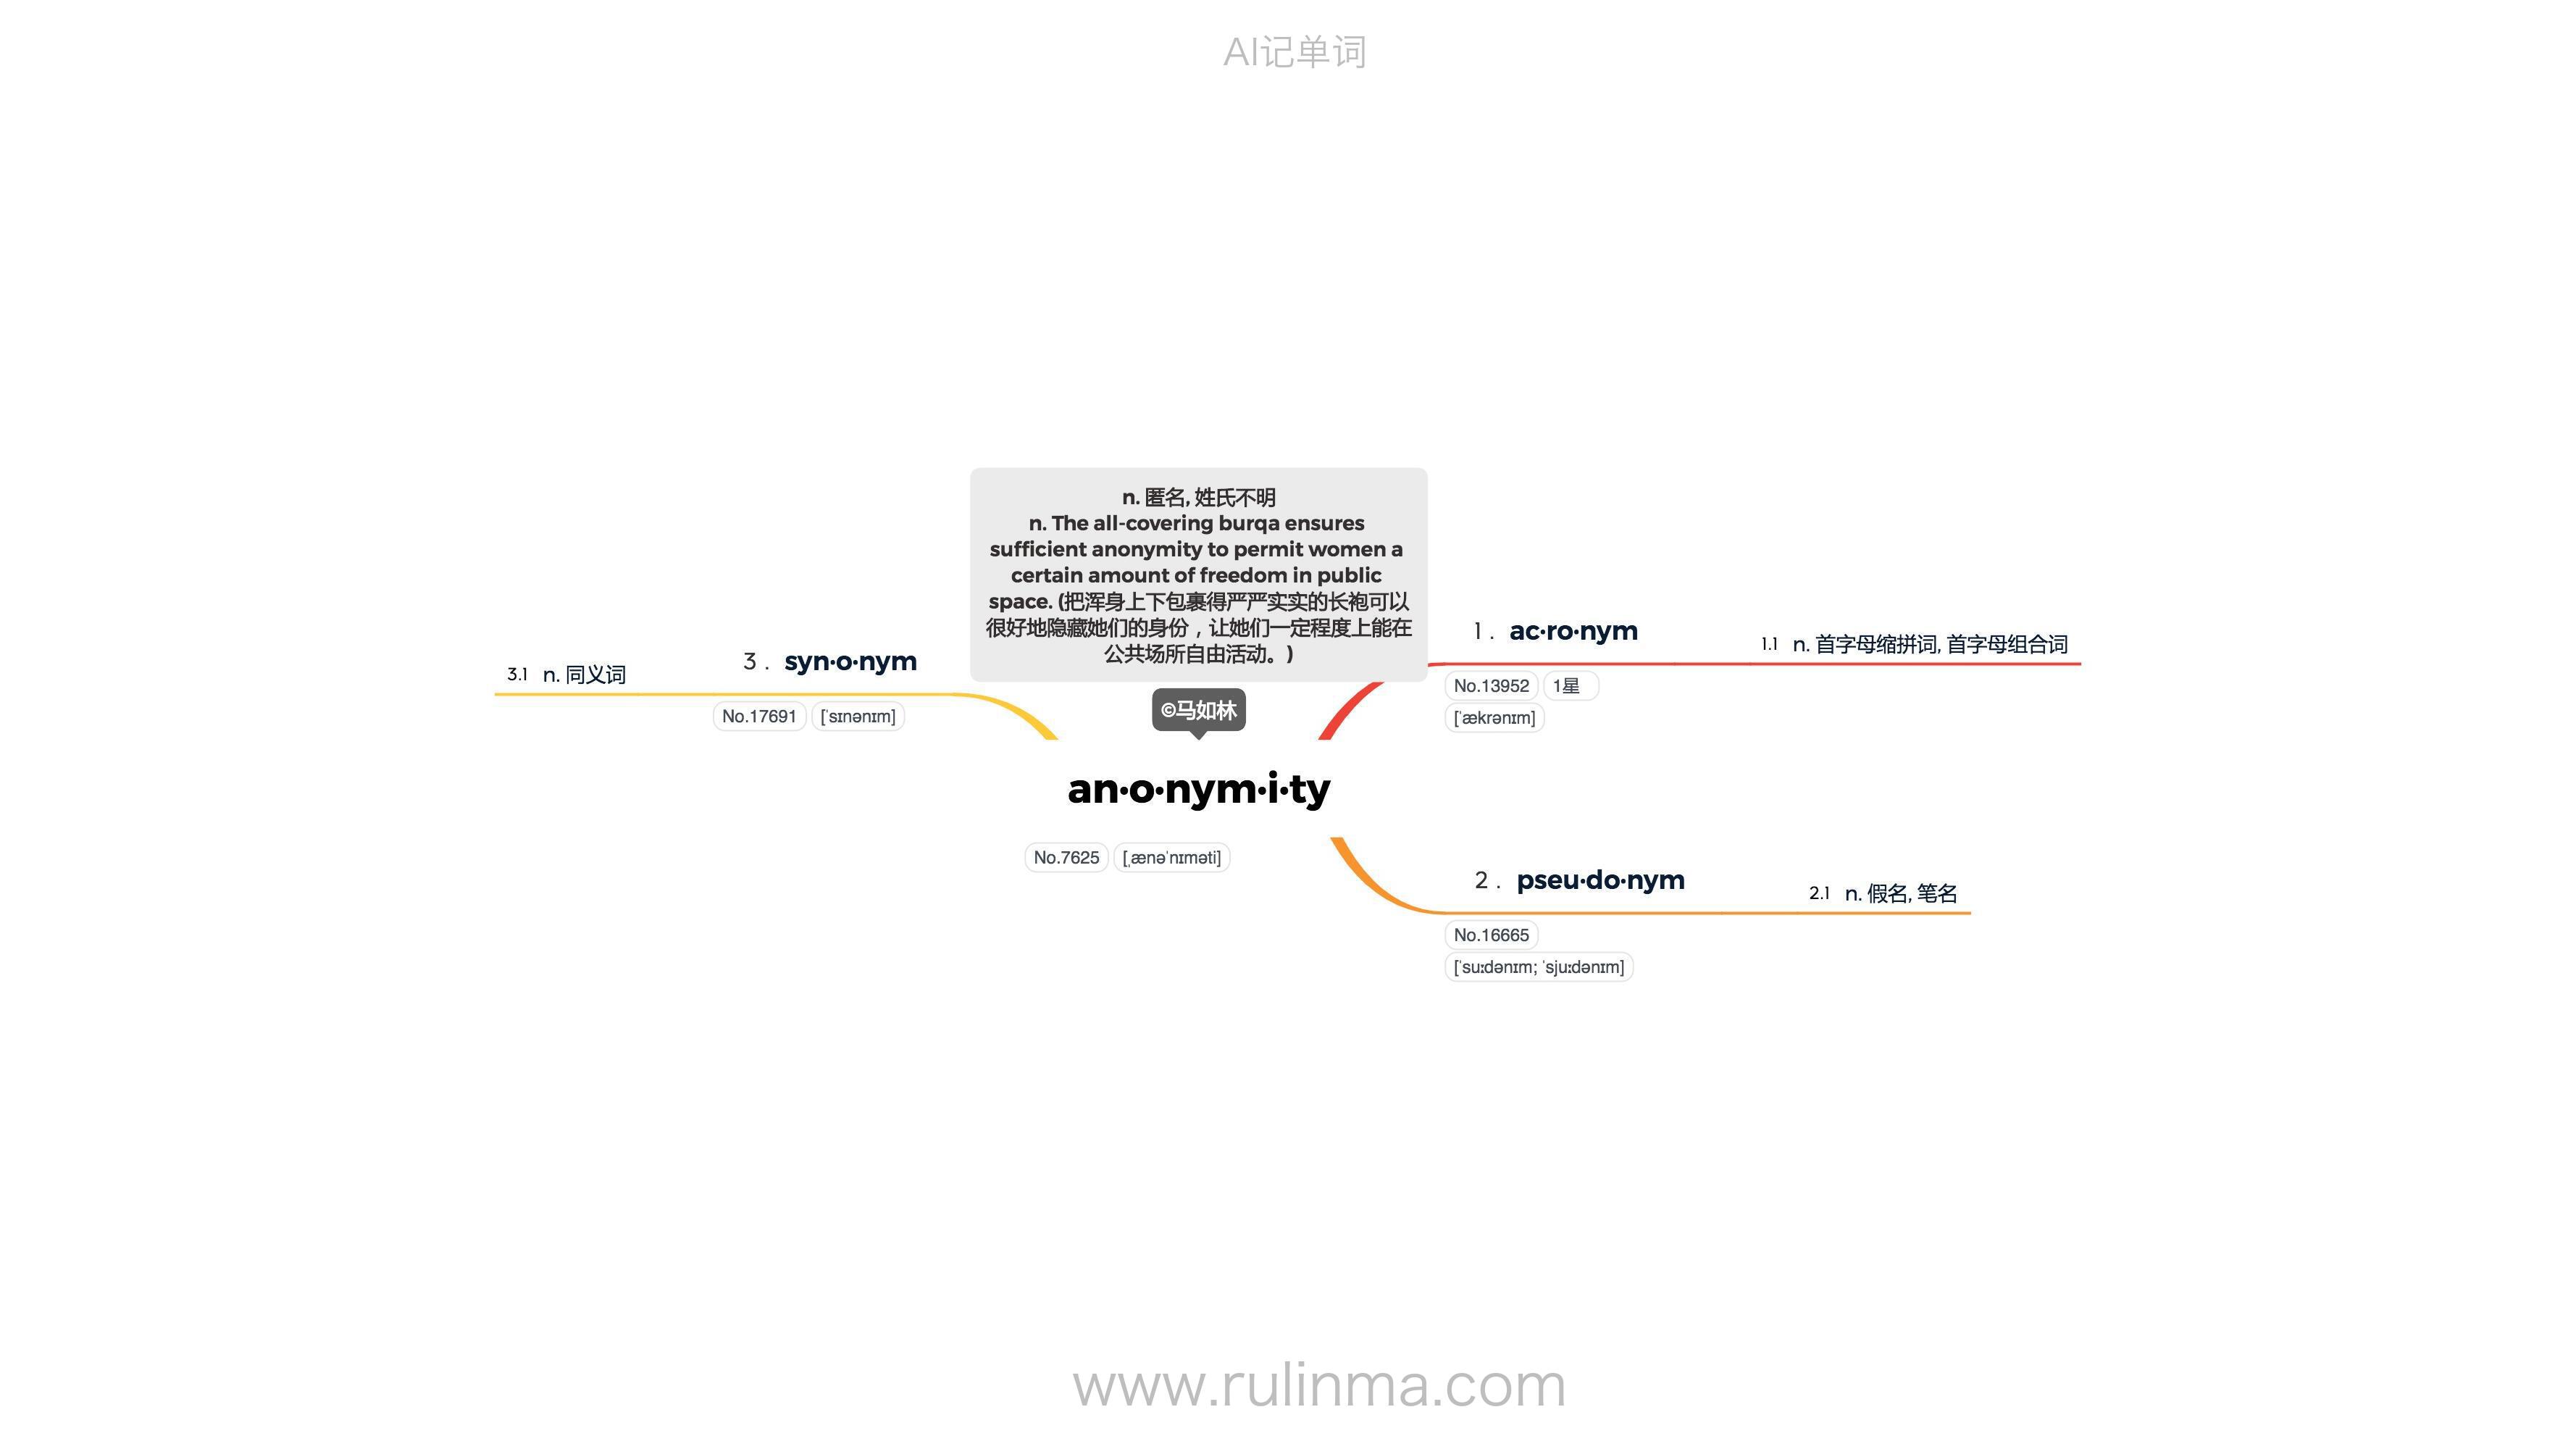 AI记单词
n. 匿名, 姓氏不明
n. The all-covering burqa ensures
sufficient anonymity to permit women a
certain amount of freedom in public
space. (把浑身上下包裹得严严实实的长袍可以
很好地隐藏她们的身份，让她们一定程度上能在
公共场所自由活动。)
©马如林
an·o·nym·i·ty
No.7625 [ˌænəˈnɪməti]
1. ac·ro·nym
1.1 n. 首字母缩拼词, 首字母组合词
No.13952 1星
[ˈækrənɪm]
2. pseu·do·nym
2.1 n. 假名, 笔名
No.16665
[ˈsuːdənɪm; ˈsjuːdənɪm]
3. syn·o·nym
3.1 n. 同义词
No.17691 [ˈsɪnənɪm]
www.rulinma.com